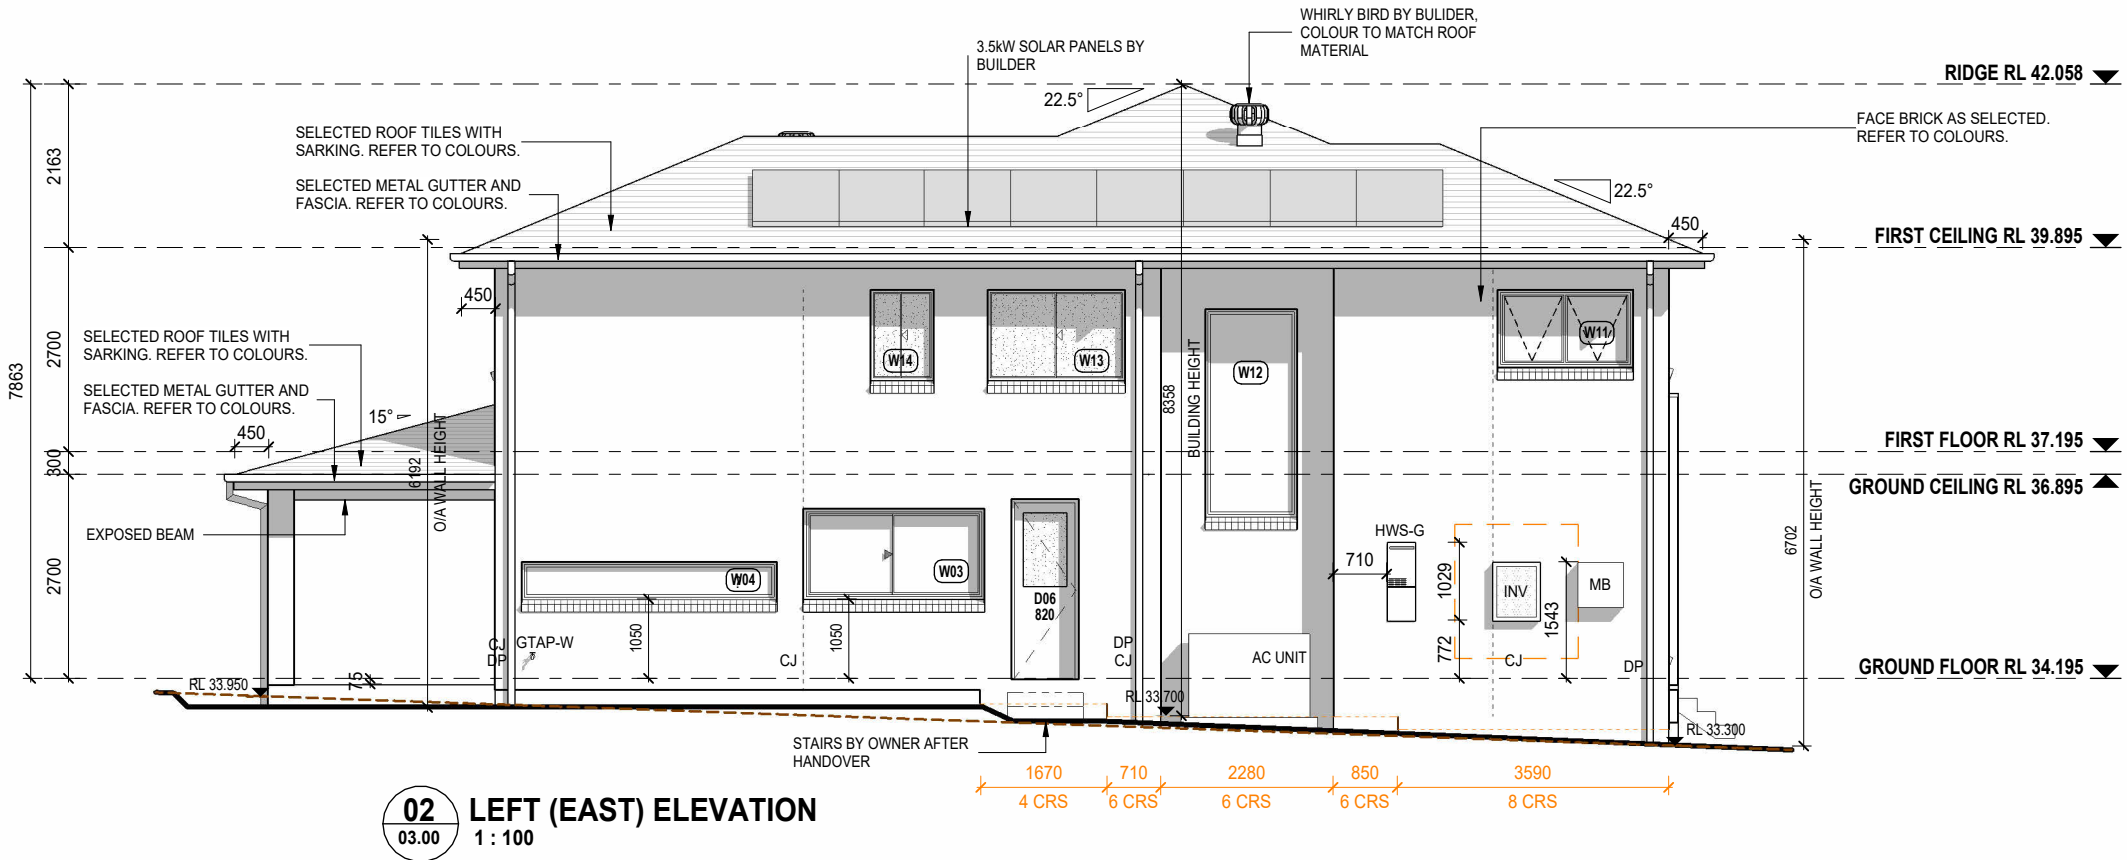 WHIRLY BIRD BY BULIDER,
COLOUR TO MATCH ROOF
MATERIAL
3.5kW SOLAR PANELS BY
BUILDER
RIDGE RL 42.058
22.5°
FACE BRICK AS SELECTED.
REFER TO COLOURS.
SELECTED ROOF TILES WITH
SARKING. REFER TO COLOURS.
2163
SELECTED METAL GUTTER AND
FASCIA. REFER TO COLOURS.
22.5°
450
FIRST CEILING RL 39.895
450
SELECTED ROOF TILES WITH
SARKING. REFER TO COLOURS.
2700
7863
W14
W13
W12
W11
SELECTED METAL GUTTER AND
FASCIA. REFER TO COLOURS.
15°
8358
BUILDING HEIGHT
450
6192
O/A WALL HEIGHT
FIRST FLOOR RL 37.195
300
GROUND CEILING RL 36.895
EXPOSED BEAM
HWS-G
6702
O/A WALL HEIGHT
710
2700
W04
W03
D06
820
1029
INV
MB
1543
1050
1050
CJ
DP
GTAP-W
CJ
DP
CJ
AC UNIT
772
CJ
DP
GROUND FLOOR RL 34.195
RL 33.950
75
RL 33.700
RL 33.300
STAIRS BY OWNER AFTER
HANDOVER
1670
710
2280
850
3590
4 CRS
6 CRS
6 CRS
6 CRS
8 CRS
02
03.00
LEFT (EAST) ELEVATION
1 : 100